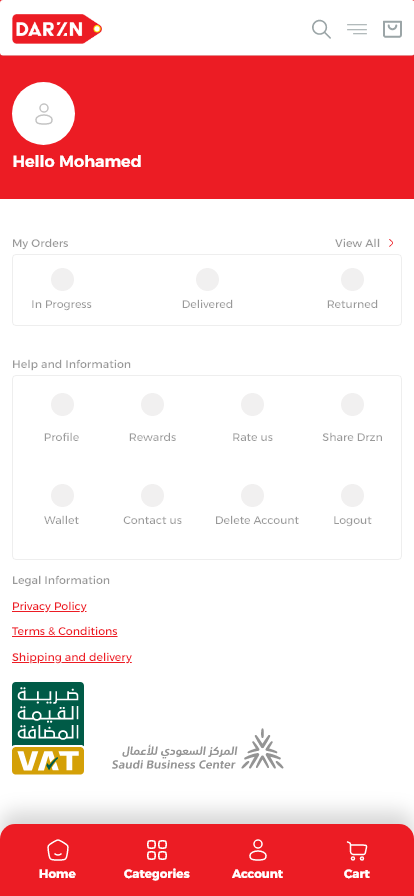 DARZN
Hello Mohamed
My Orders
View All
In Progress
Delivered
Returned
Help and Information
Profile
Rewards
Rate us
Share Drzn
Wallet
Contact us
Delete Account
Logout
Legal Information
Privacy Policy
Terms & Conditions
Shipping and delivery
ضريبة
القيمة
المضافة
VAT
المركز السعودي للأعمال
Saudi Business Center
Home
Categories
Account
Cart